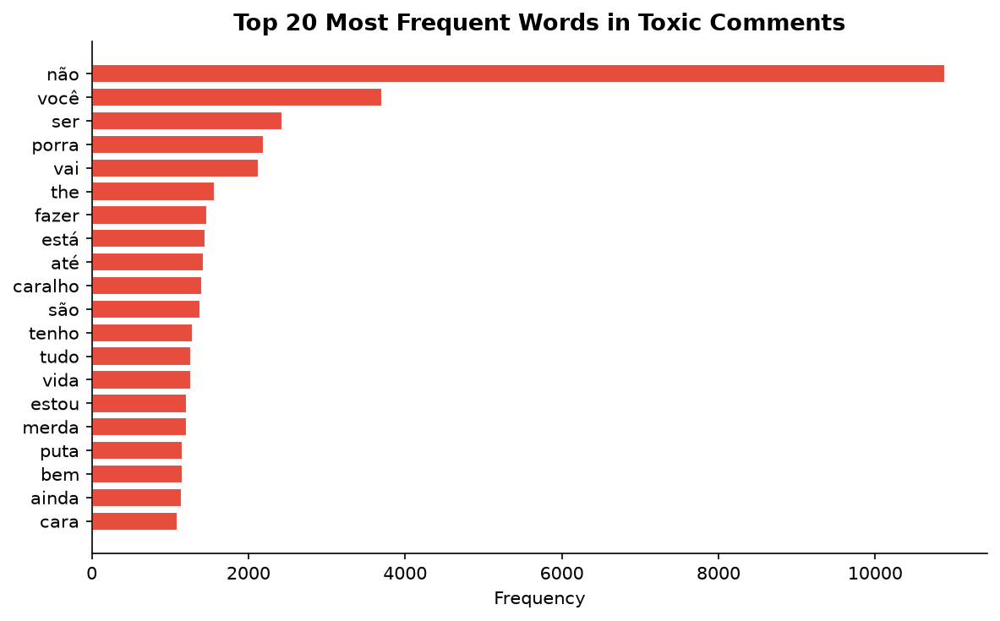 Top 20 Most Frequent Words in Toxic Comments
não
você
ser
porra
vai
the
fazer
está
até
caralho
são
tenho
tudo
vida
estou
merda
puta
bem
ainda
cara
0 2000 4000 6000 8000 10000
Frequency